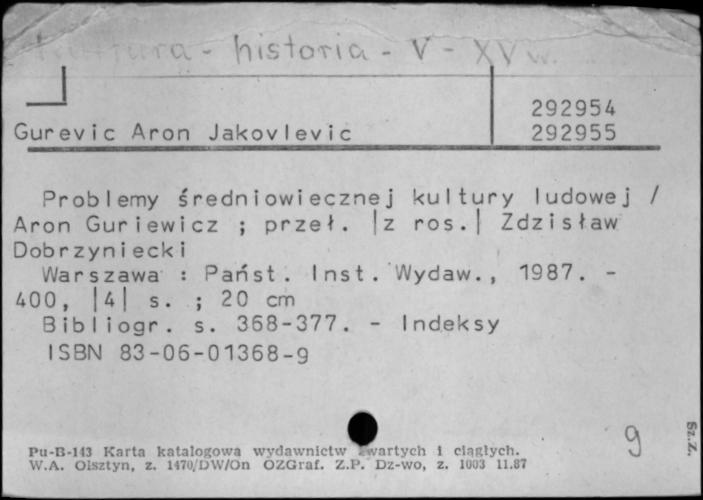 Kultura - historia - V - XV w.
292954
Gurevic Aron Jakovlevic 292955
Problemy średniowiecznej kultury ludowej /
Aron Guriewicz ; przeł. |z ros.| Zdzisław
Dobrzyniecki
Warszawa : Państ. Inst. Wydaw., 1987. -
400, |4| s. ; 20 cm
Bibliogr. s. 368-377. - Indeksy
ISBN 83-06-01368-9
g
Sz.Z.
Pu-B-143 Karta katalogowa wydawnictw zwartych i ciągłych.
W.A. Olsztyn, z. 1470/DW/On OZGraf. Z.P. Dz-wo, z. 1003 11.87